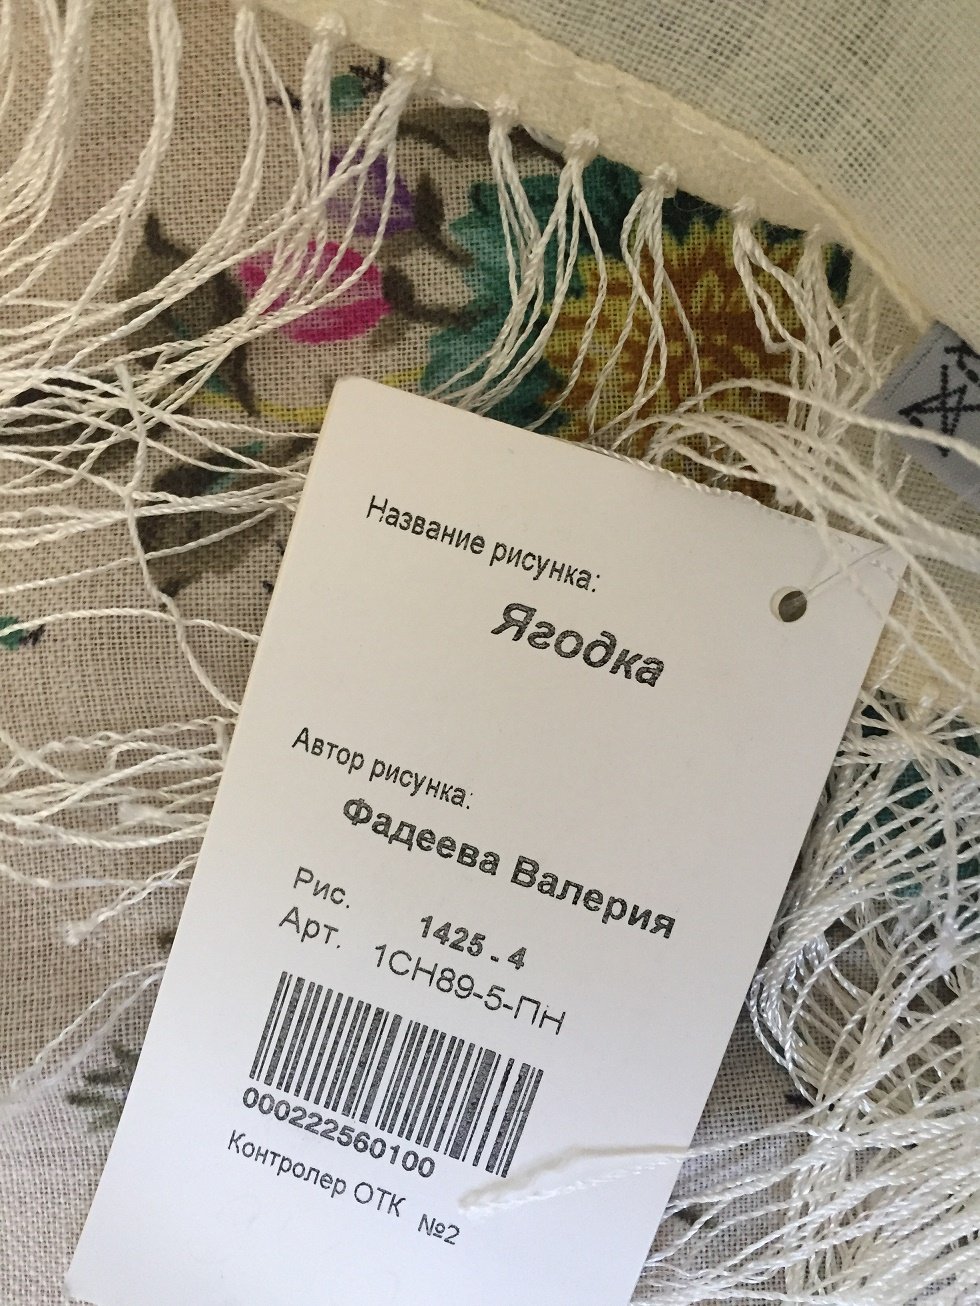 Название рисунка:
Ягодка
Автор рисунка:
Фадеева Валерия
Рис. 1425 - 4
Арт. 1СН89-5-ПН
000222560100
Контролер ОТК №2